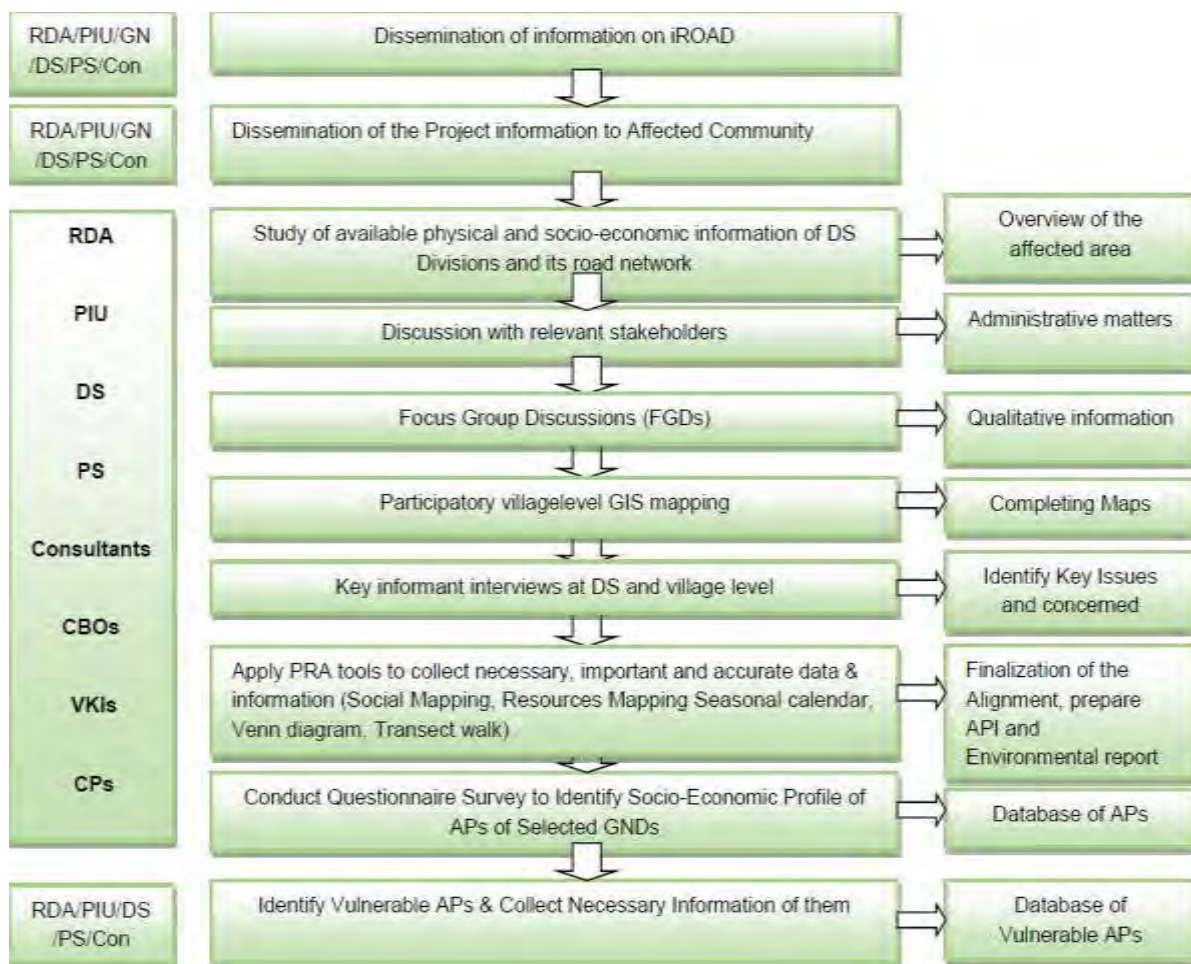 RDA/PIU/GN
/DS/PS/Con
Dissemination of information on iROAD
RDA/PIU/GN
/DS/PS/Con
Dissemination of the Project information to Affected Community
RDA
PIU
DS
PS
Consultants
CBOs
VKIs
CPs
Study of available physical and socio-economic information of DS
Divisions and its road network
Overview of the
affected area
Discussion with relevant stakeholders
Administrative matters
Focus Group Discussions (FGDs)
Qualitative information
Participatory villagelevel GIS mapping
Completing Maps
Key informant interviews at DS and village level
Identify Key Issues
and concerned
Apply PRA tools to collect necessary, important and accurate data &
information (Social Mapping, Resources Mapping Seasonal calendar,
Venn diagram, Transect walk)
Finalization of the
Alignment, prepare
API and
Environmental report
Conduct Questionnaire Survey to Identify Socio-Economic Profile of
APs of Selected GNDs
Database of APs
RDA/PIU/DS
/PS/Con
Identify Vulnerable APs & Collect Necessary Information of them
Database of
Vulnerable APs